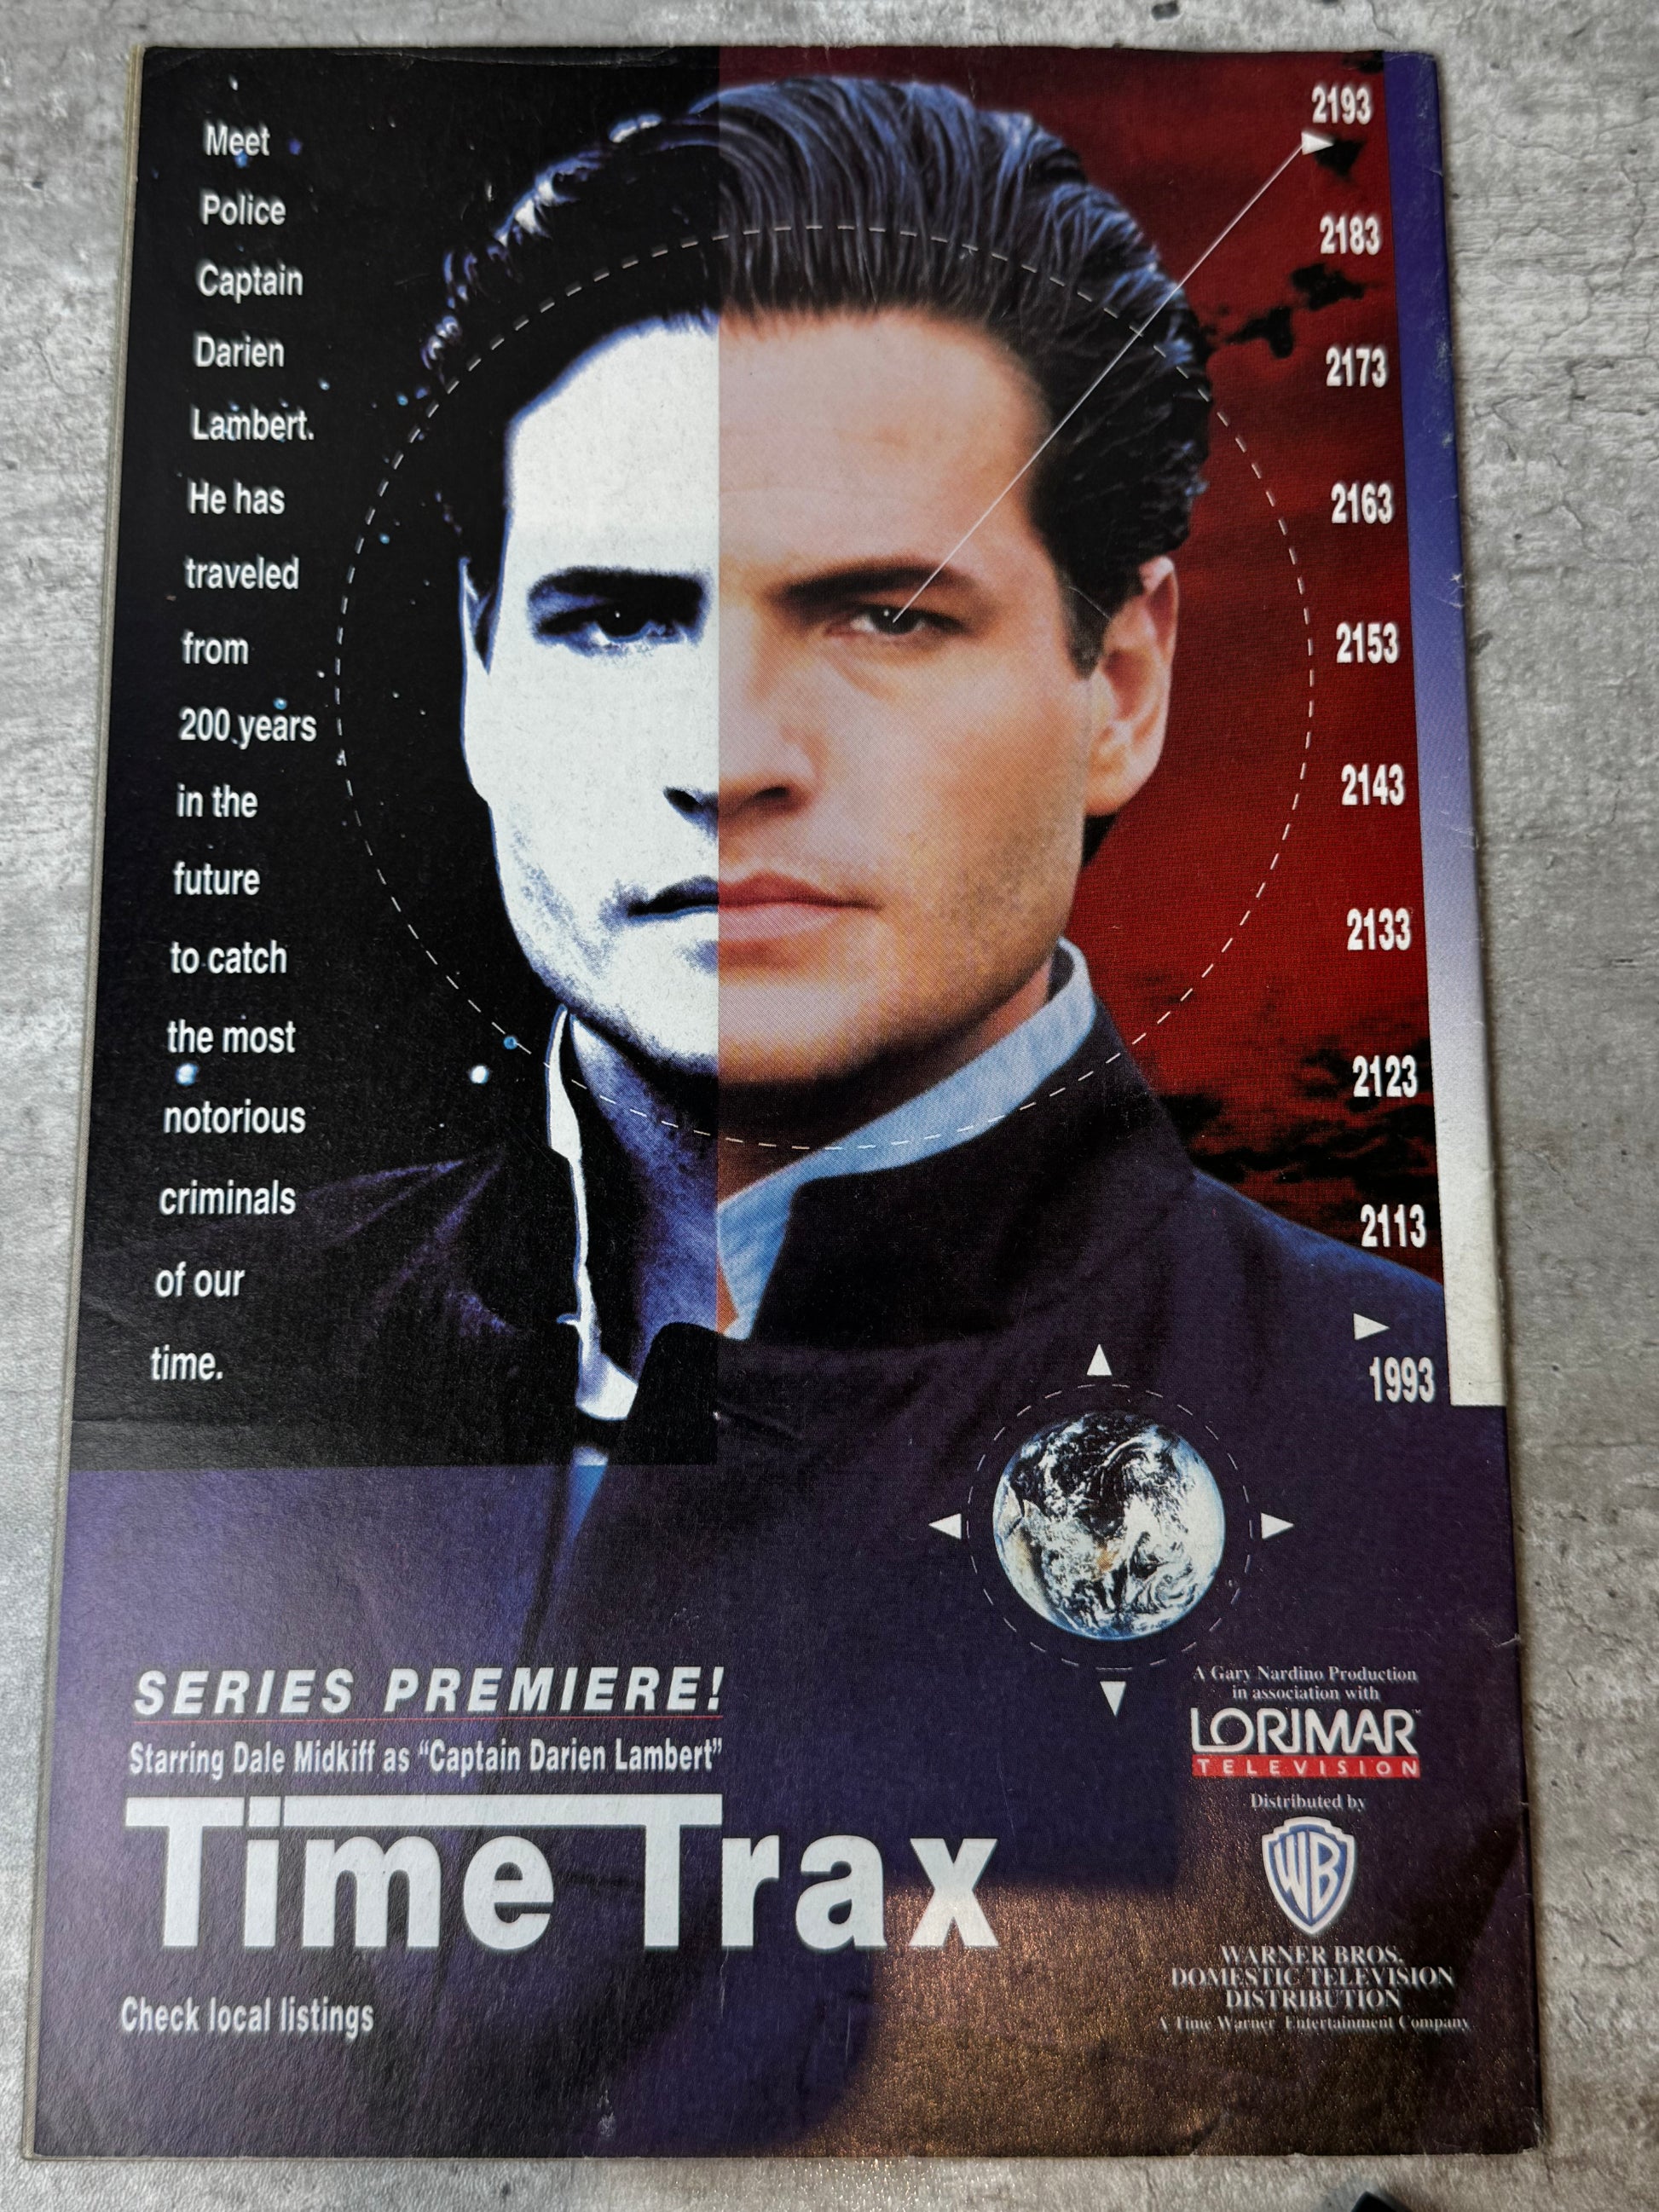 Meet
Police
Captain
Darien
Lambert.
He has
traveled
from
200 years
in the
future
to catch
the most
notorious
criminals
of our
time.
2193
2183
2173
2163
2153
2143
2133
2123
2113
1993
SERIES PREMIERE!
Starring Dale Midkiff as “Captain Darien Lambert”
Time Trax
Check local listings
A Gary Nardino Production
in association with
LORIMAR™
TELEVISION
Distributed by
WB
WARNER BROS.
DOMESTIC TELEVISION
DISTRIBUTION
A Time Warner Entertainment Company